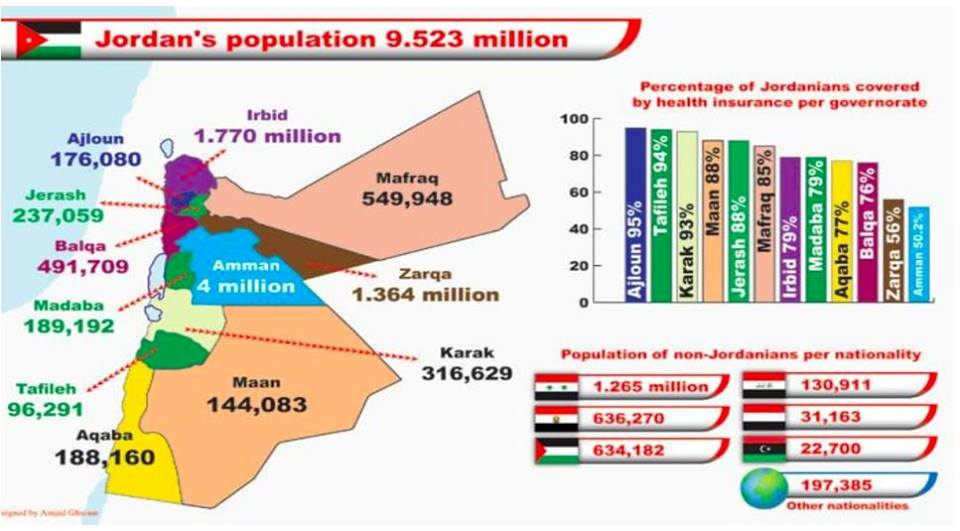 Jordan's population 9.523 million
Irbid
1.770 million
Ajloun
176,080
Jerash
237,059
Balqa
491,709
Madaba
189,192
Tafileh
96,291
Aqaba
188,160
Mafraq
549,948
Amman
4 million
Zarqa
1.364 million
Karak
316,629
Maan
144,083
Percentage of Jordanians covered
by health insurance per governorate
100
80
60
40
20
0
Ajloun 95%
Tafileh 94%
Karak 93%
Maan 88%
Jerash 88%
Mafraq 85%
Irbid 79%
Madaba 79%
Aqaba 77%
Balqa 76%
Zarqa 56%
Amman 50.2%
Population of non-Jordanians per nationality
1.265 million
130,911
636,270
31,163
634,182
22,700
197,385
Other nationalities
signed by Amjad